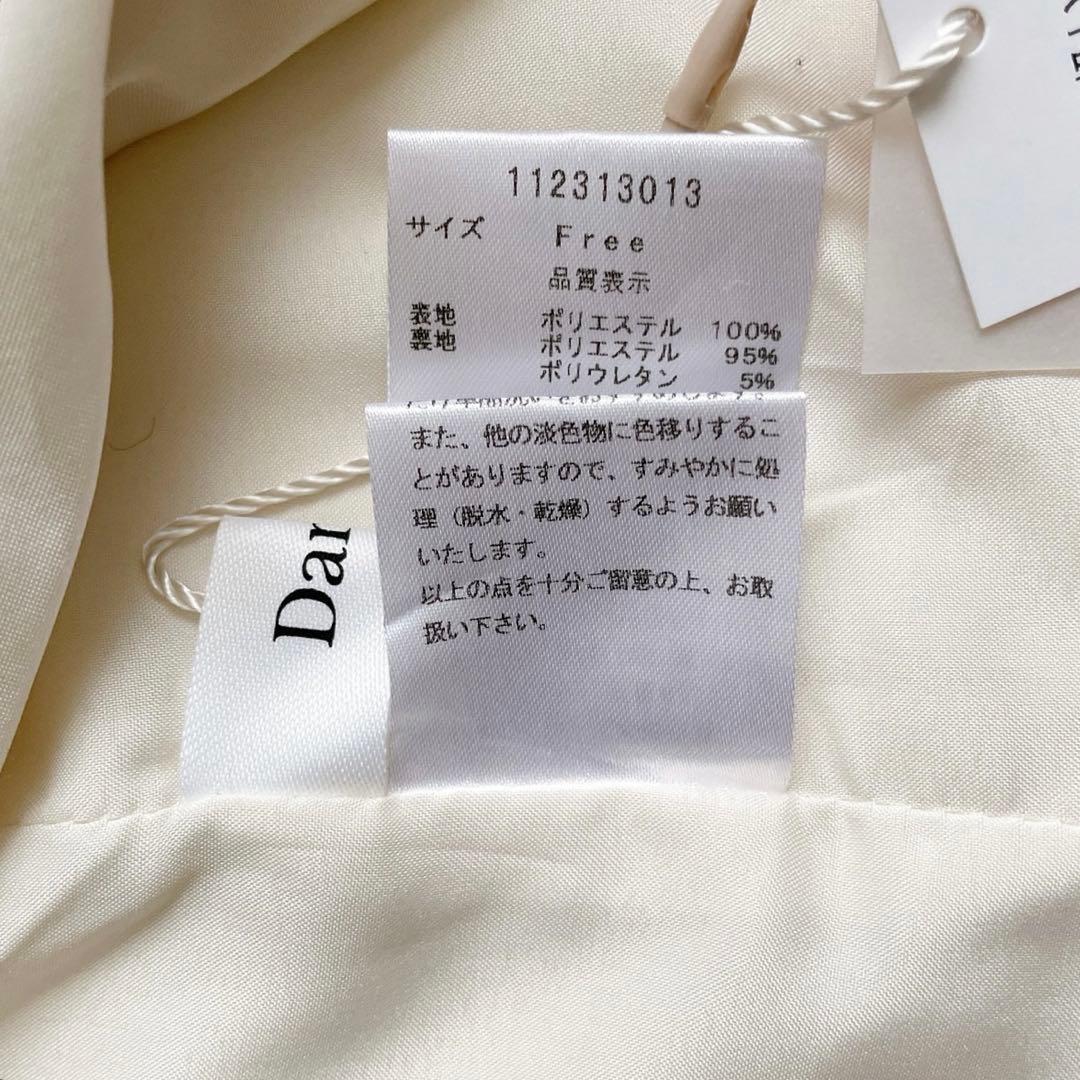 112313013
サイズ Free
品質表示
表地 ポリエステル 100%
裏地 ポリエステル 95%
ポリウレタン 5%
また、他の淡色物に色移りするこ
とがありますので、すみやかに処
理（脱水・乾燥）するようお願い
いたします。
以上の点を十分ご留意の上、お取
扱い下さい。
Dar